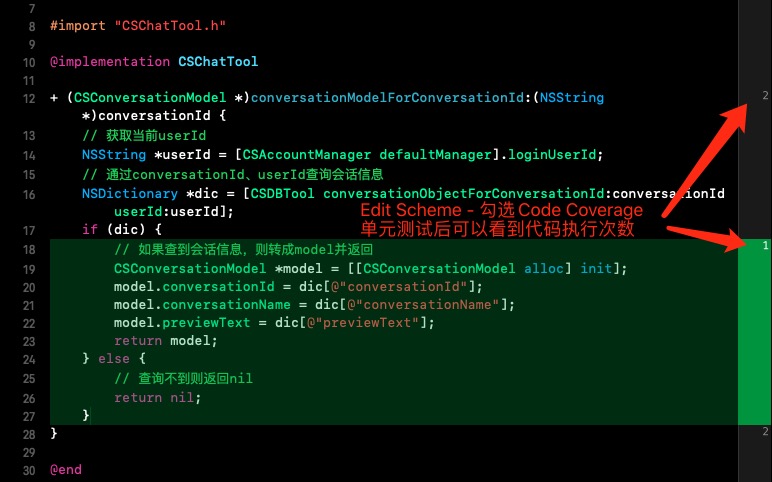 7
8 #import "CSChatTool.h"
9
10 @implementation CSChatTool
11
12 + (CSConversationModel *)conversationModelForConversationId:(NSString 2
*)conversationId {
13 // 获取当前userId
14 NSString *userId = [CSAccountManager defaultManager].loginUserId;
15 // 通过conversationId、userId查询会话信息
16 NSDictionary *dic = [CSDBTool conversationObjectForConversationId:conversationId
userId:userId];
Edit Scheme - 勾选 Code Coverage
17 if (dic) {
单元测试后可以看到代码执行次数
18 // 如果查到会话信息，则转成model并返回 1
19 CSConversationModel *model = [[CSConversationModel alloc] init];
20 model.conversationId = dic[@"conversationId"];
21 model.conversationName = dic[@"conversationName"];
22 model.previewText = dic[@"previewText"];
23 return model;
24 } else {
25 // 查询不到则返回nil
26 return nil;
27 }
28 } 2
29
30 @end